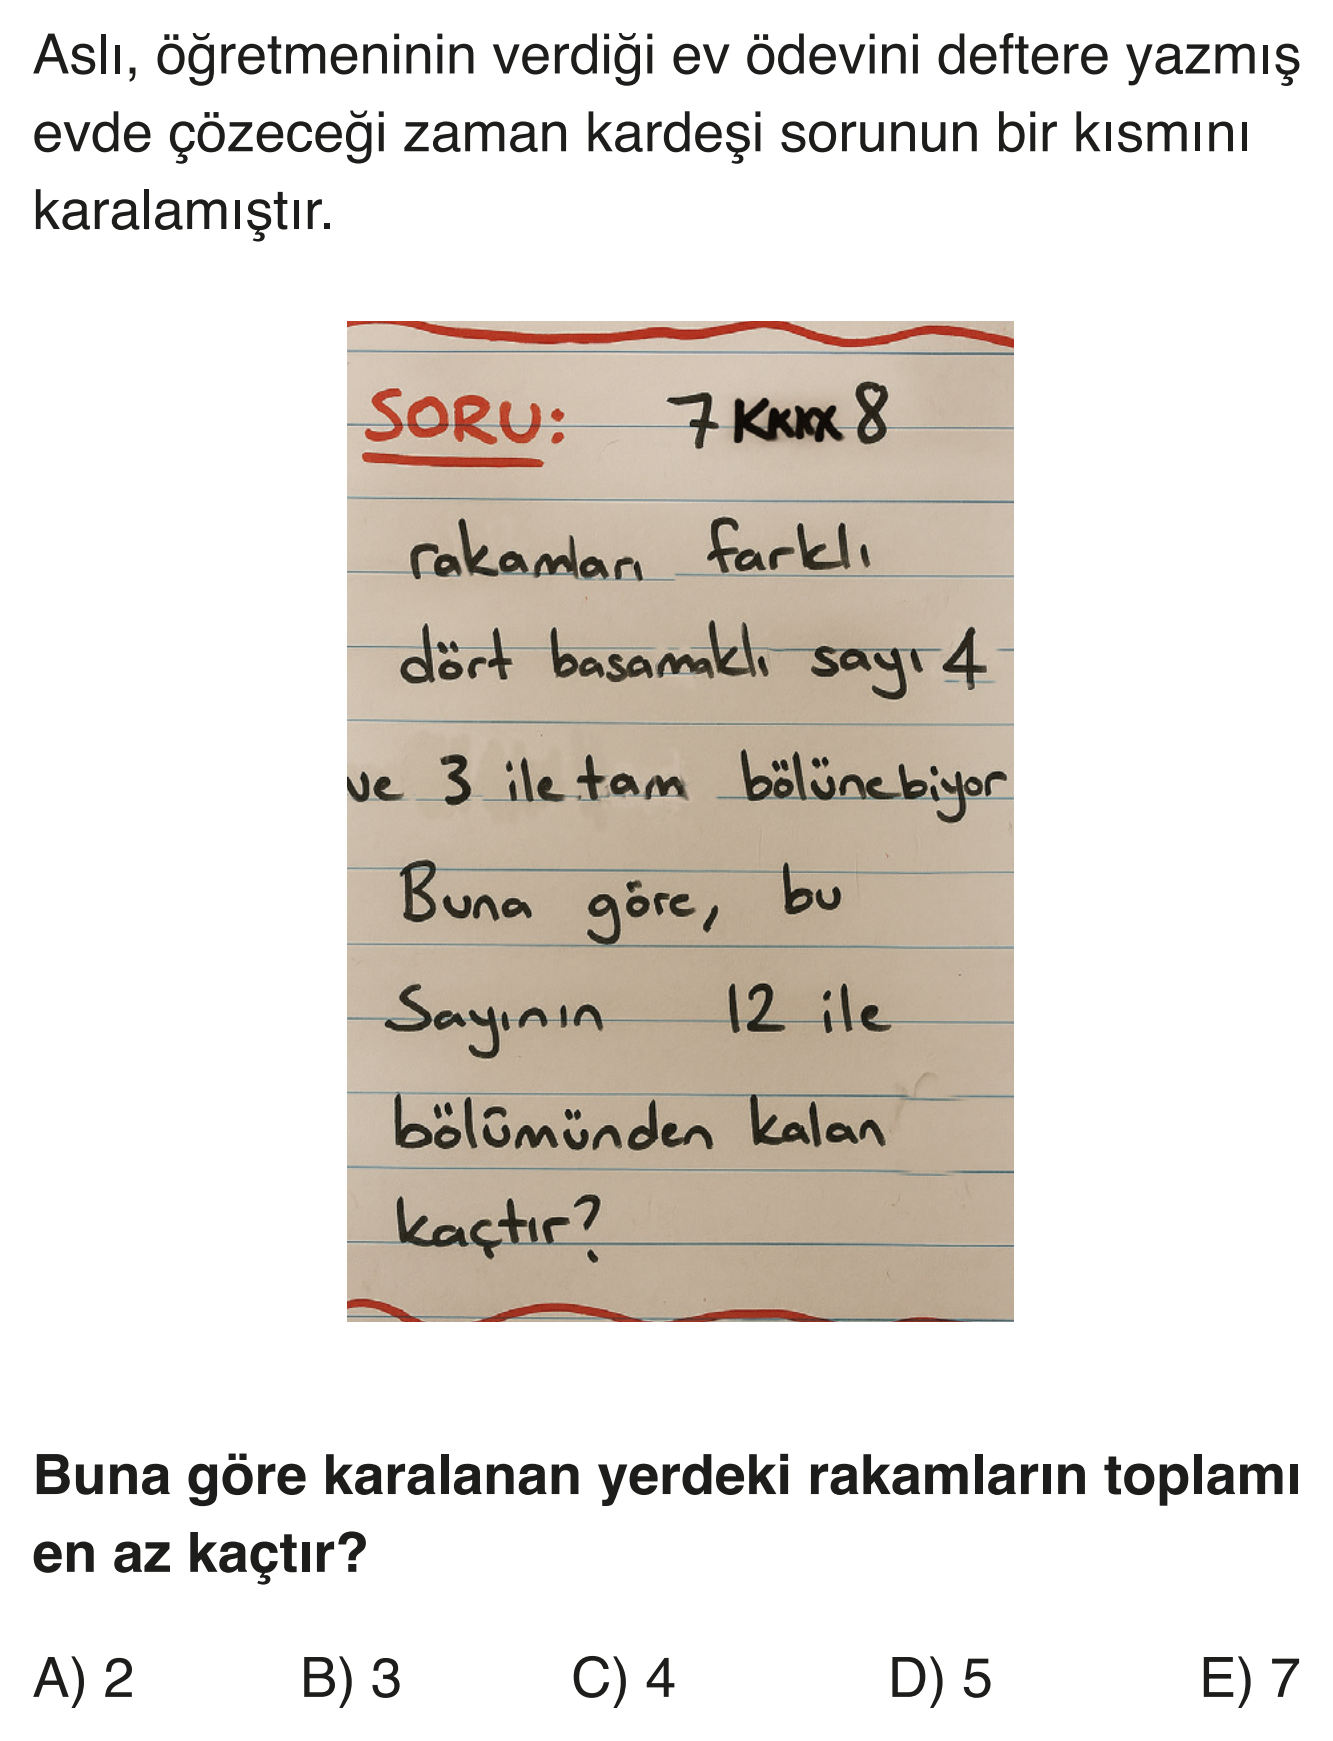 Aslı, öğretmeninin verdiği ev ödevini deftere yazmış
evde çözeceği zaman kardeşi sorunun bir kısmını
karalamıştır.
SORU: 7 8
rakamları farklı
dört basamaklı sayı 4
ve 3 ile tam bölünebiyor
Buna göre, bu
Sayının 12 ile
bölümünden kalan
kaçtır?
Buna göre karalanan yerdeki rakamların toplamı
en az kaçtır?
A) 2 B) 3 C) 4 D) 5 E) 7